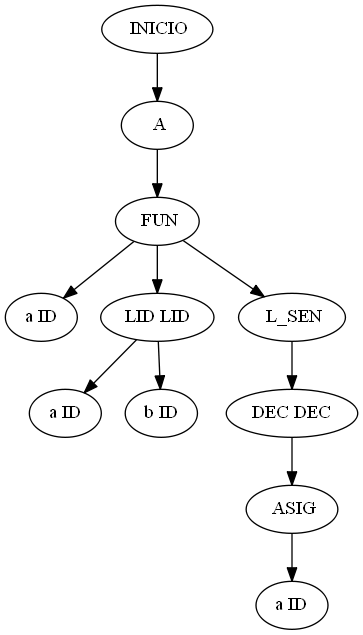 INICIO
A
FUN
a ID
LID LID
L_SEN
a ID
b ID
DEC DEC
ASIG
a ID